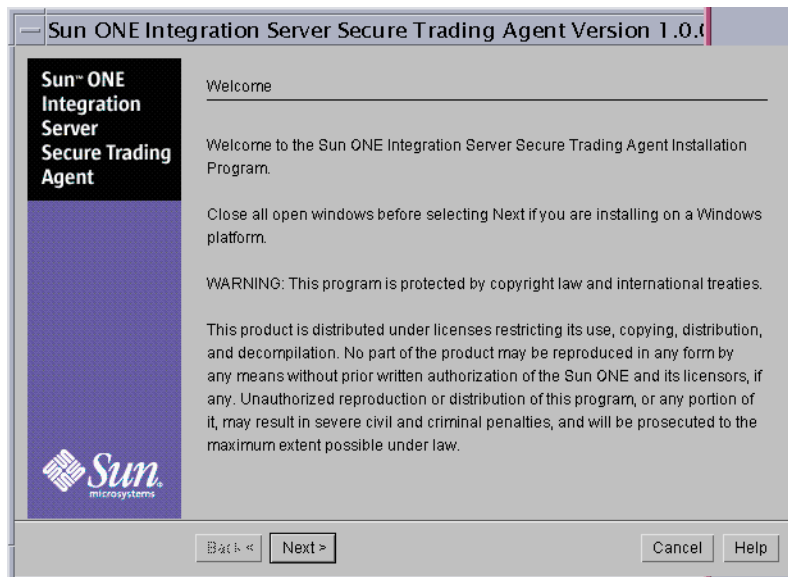 Sun ONE Integration Server Secure Trading Agent Version 1.0.
Sun™ ONE
Integration
Server
Secure Trading
Agent
Welcome
Welcome to the Sun ONE Integration Server Secure Trading Agent Installation
Program.
Close all open windows before selecting Next if you are installing on a Windows
platform.
WARNING: This program is protected by copyright law and international treaties.
This product is distributed under licenses restricting its use, copying, distribution,
and decompilation. No part of the product may be reproduced in any form by
any means without prior written authorization of the Sun ONE and its licensors, if
any. Unauthorized reproduction or distribution of this program, or any portion of
it, may result in severe civil and criminal penalties, and will be prosecuted to the
maximum extent possible under law.
Sun.
microsystems
Back <
Next >
Cancel
Help